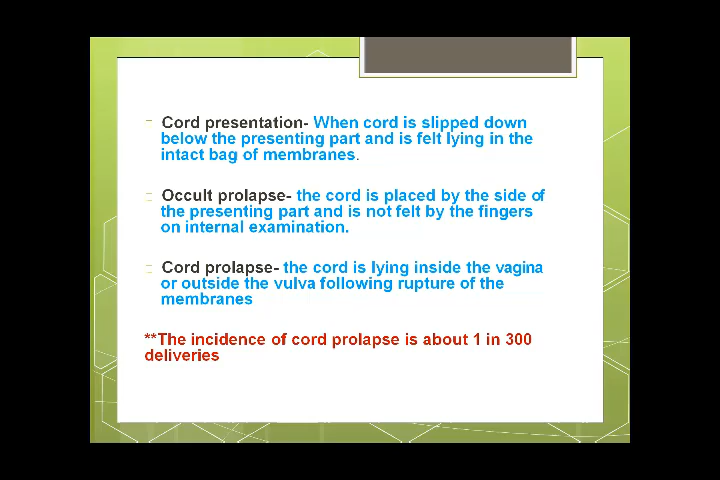 Cord presentation- When cord is slipped down
below the presenting part and is felt lying in the
intact bag of membranes.
Occult prolapse- the cord is placed by the side of
the presenting part and is not felt by the fingers
on internal examination.
Cord prolapse- the cord is lying inside the vagina
or outside the vulva following rupture of the
membranes
**The incidence of cord prolapse is about 1 in 300
deliveries